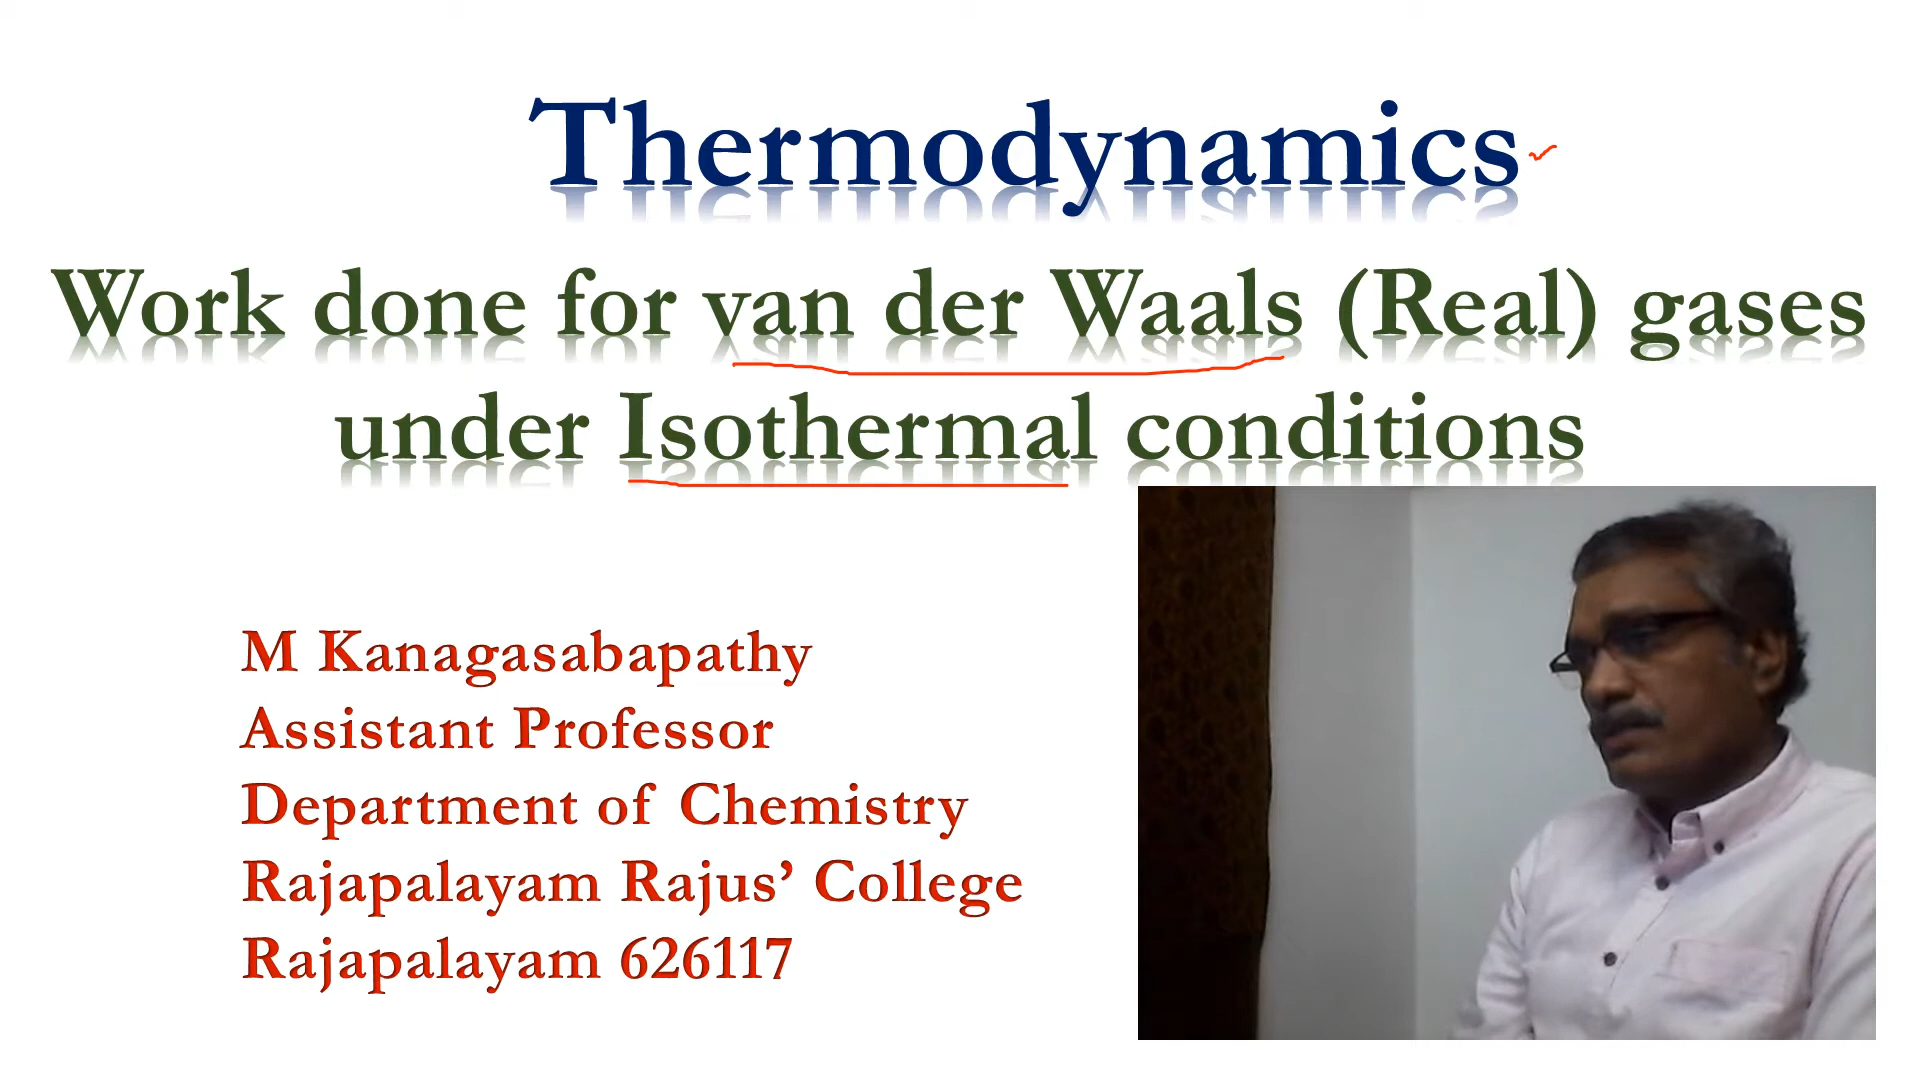 Thermodynamics
Work done for van der Waals (Real) gases
under Isothermal conditions
M Kanagasabapathy
Assistant Professor
Department of Chemistry
Rajapalayam Rajus’ College
Rajapalayam 626117